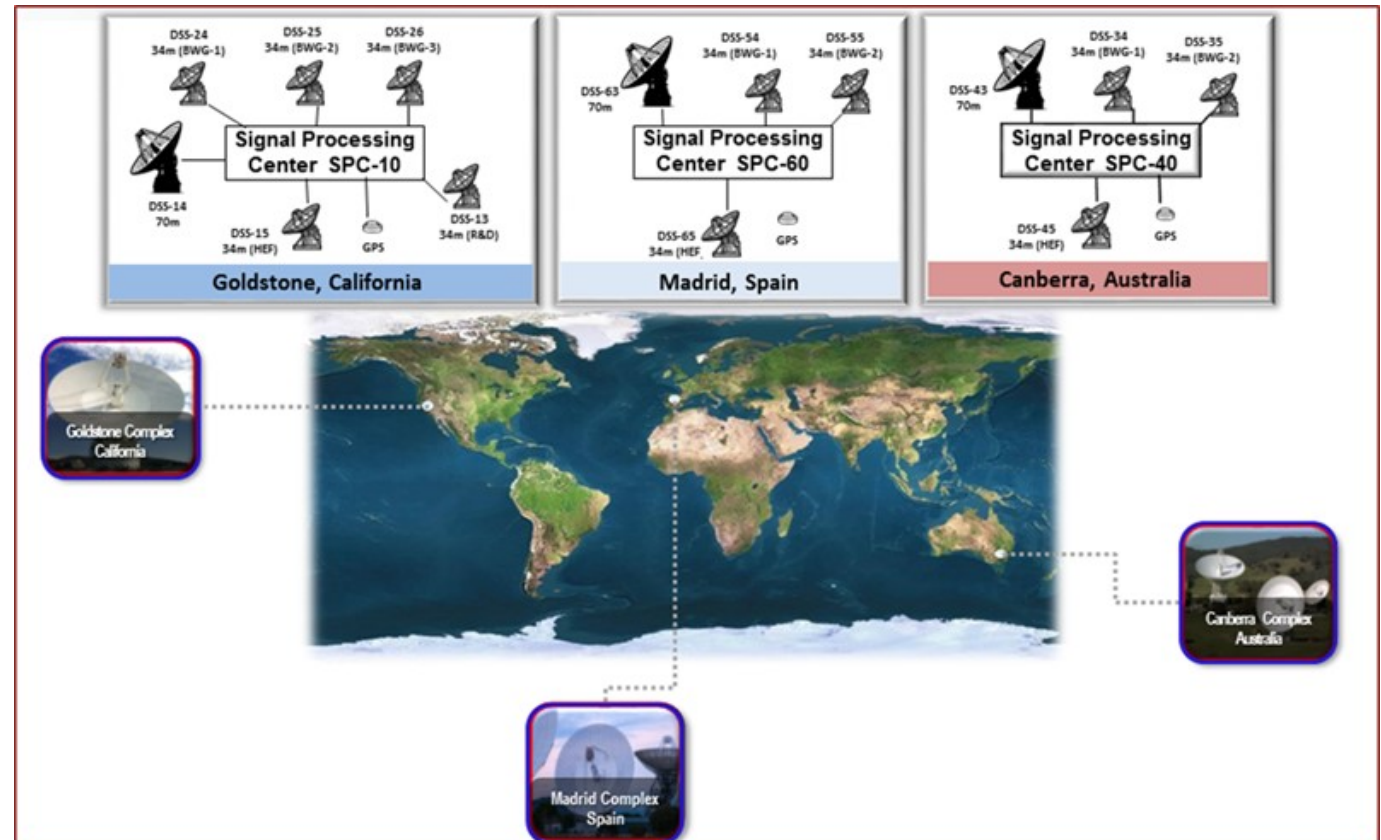 DSS-24
34m (BWG-1)
DSS-25
34m (BWG-2)
DSS-26
34m (BWG-3)
Signal Processing
Center SPC-10
DSS-14
70m
DSS-15
34m (HEF)
GPS
DSS-13
34m (R&D)
Goldstone, California
DSS-63
70m
DSS-54
34m (BWG-1)
DSS-55
34m (BWG-2)
Signal Processing
Center SPC-60
DSS-65
34m (HEF
GPS
Madrid, Spain
DSS-43
70m
DSS-34
34m (BWG-1)
DSS-35
34m (BWG-2)
Signal Processing
Center SPC-40
DSS-45
34m (HEF)
GPS
Canberra, Australia
Goldstone Complex
California
Canberra Complex
Australia
Madrid Complex
Spain